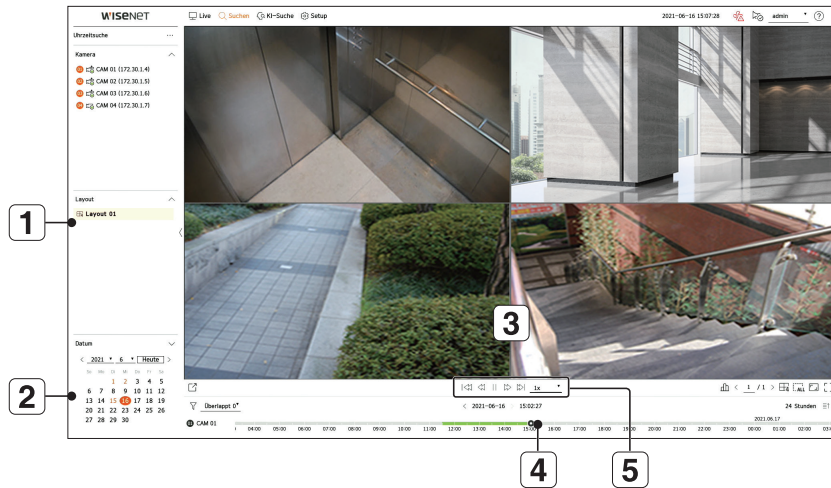 WISENET
Live Suchen KI-Suche Setup
2021-06-16 15:07:28 admin
Uhrzeitsuche ...
Kamera
CAM 01 (172.30.1.4)
CAM 02 (172.30.1.5)
CAM 03 (172.30.1.6)
CAM 04 (172.30.1.7)
Layout
Layout 01
1
3
Datum
2021 6 Heute
So Mo Di Mi Do Fr Sa
1 2 3 4 5
6 7 8 9 10 11 12
13 14 15 16 17 18 19
20 21 22 23 24 25 26
27 28 29 30
2
1x
1 / 1
ALL
Überlappt 0
2021-06-16 15:02:27
24 Stunden
2021.06.17
CAM 01
04:00 05:00 06:00 07:00 08:00 09:00 10:00 11:00 12:00 13:00 14:00 15:00 16:00 17:00 18:00 19:00 20:00 21:00 22:00 23:00 00:00 01:00 02:00
4
5